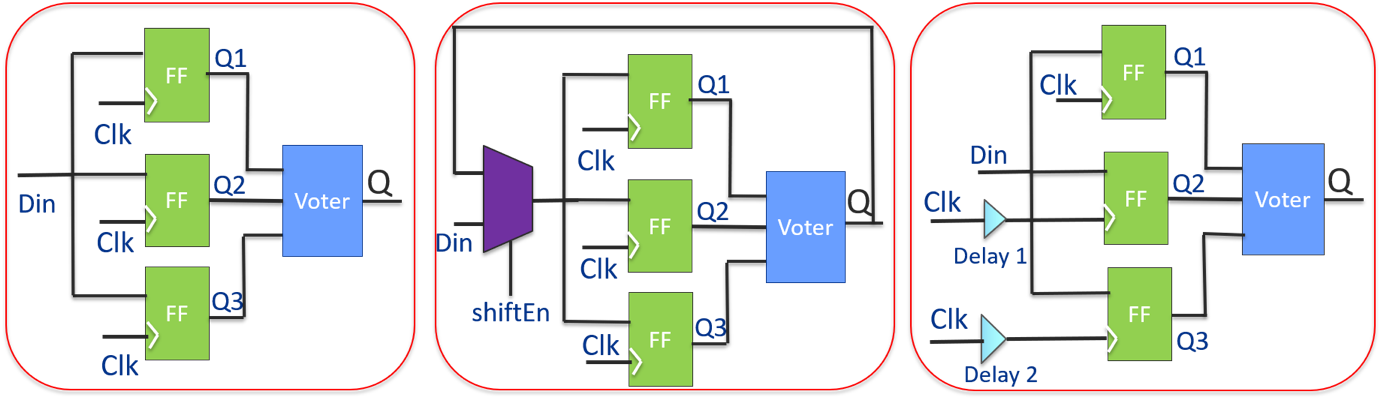 FF
Q1
Clk
Din
FF
Q2
Clk
Voter
Q
FF
Q3
Clk
FF
Q1
Clk
Din
shiftEn
FF
Q2
Clk
Voter
Q
FF
Q3
Clk
FF
Q1
Clk
Din
Clk
Delay 1
FF
Q2
Voter
Q
Clk
Delay 2
FF
Q3